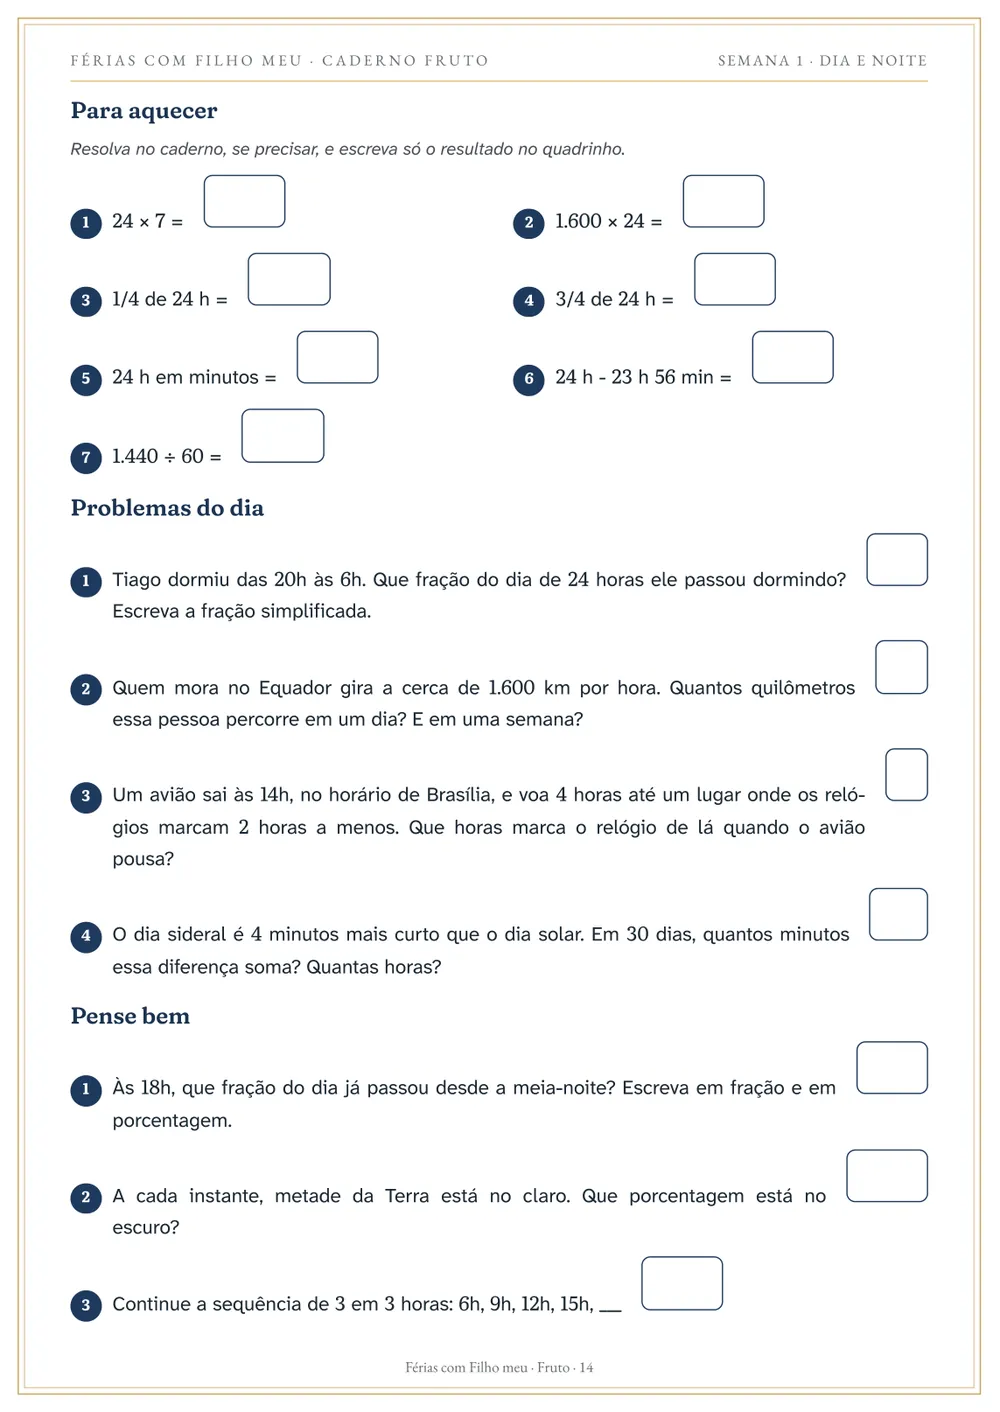 FÉRIAS COM FILHO MEU · CADERNO FRUTO
SEMANA 1 · DIA E NOITE
Para aquecer
Resolva no caderno, se precisar, e escreva só o resultado no quadrinho.
1 24 × 7 =
2 1.600 × 24 =
3 1/4 de 24 h =
4 3/4 de 24 h =
5 24 h em minutos =
6 24 h - 23 h 56 min =
7 1.440 ÷ 60 =
Problemas do dia
1 Tiago dormiu das 20h às 6h. Que fração do dia de 24 horas ele passou dormindo?
Escreva a fração simplificada.
2 Quem mora no Equador gira a cerca de 1.600 km por hora. Quantos quilômetros
essa pessoa percorre em um dia? E em uma semana?
3 Um avião sai às 14h, no horário de Brasília, e voa 4 horas até um lugar onde os reló-
gios marcam 2 horas a menos. Que horas marca o relógio de lá quando o avião
pousa?
4 O dia sideral é 4 minutos mais curto que o dia solar. Em 30 dias, quantos minutos
essa diferença soma? Quantas horas?
Pense bem
1 Às 18h, que fração do dia já passou desde a meia-noite? Escreva em fração e em
porcentagem.
2 A cada instante, metade da Terra está no claro. Que porcentagem está no
escuro?
3 Continue a sequência de 3 em 3 horas: 6h, 9h, 12h, 15h, __
Férias com Filho meu · Fruto · 14